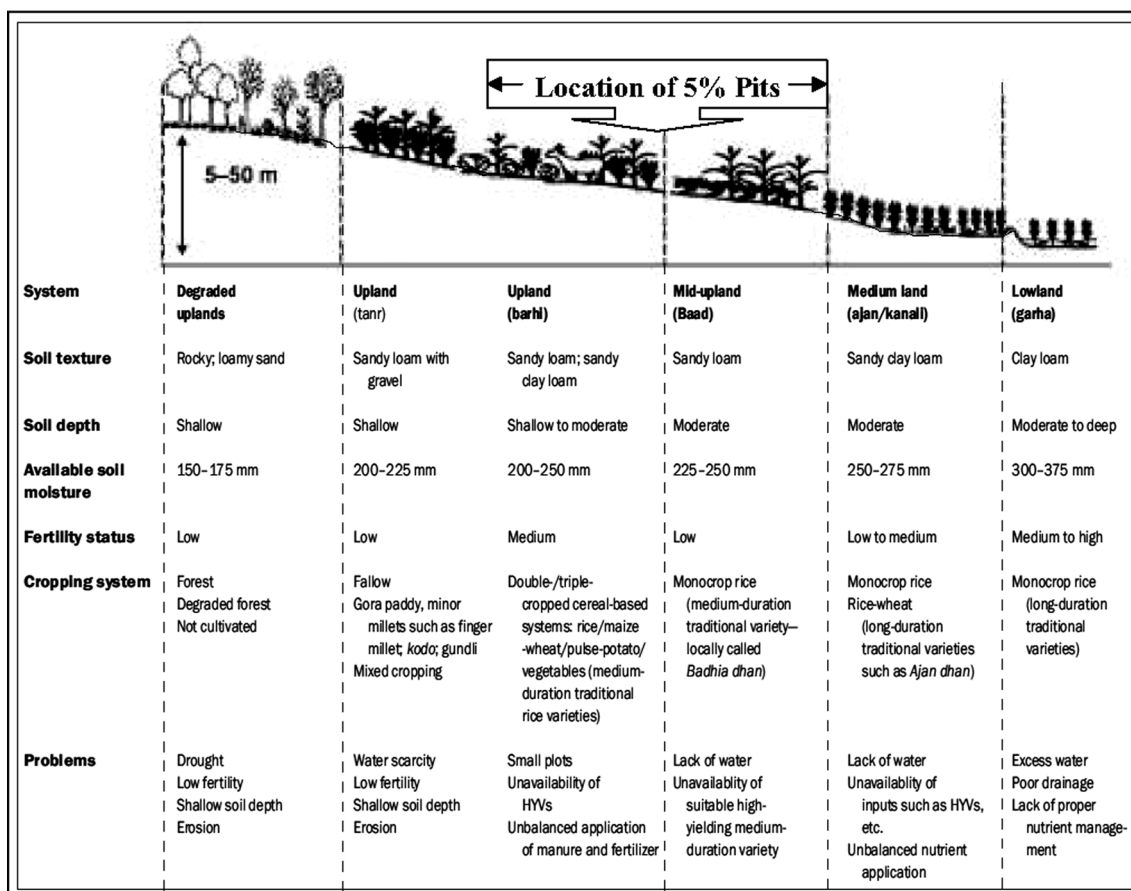 Location of 5% Pits
5–50 m
System
Degraded
uplands
Upland
(tanr)
Upland
(barhi)
Mid-upland
(Baad)
Medium land
(ajan/kanali)
Lowland
(garha)
Soil texture
Rocky; loamy sand
Sandy loam with
gravel
Sandy loam; sandy
clay loam
Sandy loam
Sandy clay loam
Clay loam
Soil depth
Shallow
Shallow
Shallow to moderate
Moderate
Moderate
Moderate to deep
Available soil
moisture
150–175 mm
200–225 mm
200–250 mm
225–250 mm
250–275 mm
300–375 mm
Fertility status
Low
Low
Medium
Low
Low to medium
Medium to high
Cropping system
Forest
Degraded forest
Not cultivated
Fallow
Gora paddy, minor
millets such as finger
millet; kodo; gundli
Mixed cropping
Double-/triple-
cropped cereal-based
systems: rice/maize
-wheat/pulse-potato/
vegetables (medium-
duration traditional
rice varieties)
Monocrop rice
(medium-duration
traditional variety—
locally called
Badhia dhan)
Monocrop rice
Rice-wheat
(long-duration
traditional varieties
such as Ajan dhan)
Monocrop rice
(long-duration
traditional
varieties)
Problems
Drought
Low fertility
Shallow soil depth
Erosion
Water scarcity
Low fertility
Shallow soil depth
Erosion
Small plots
Unavailability of
HYVs
Unbalanced application
of manure and fertilizer
Lack of water
Unavailablity of
suitable high-
yielding medium-
duration variety
Lack of water
Unavailablity of
inputs such as HYVs,
etc.
Unbalanced nutrient
application
Excess water
Poor drainage
Lack of proper
nutrient manage-
ment